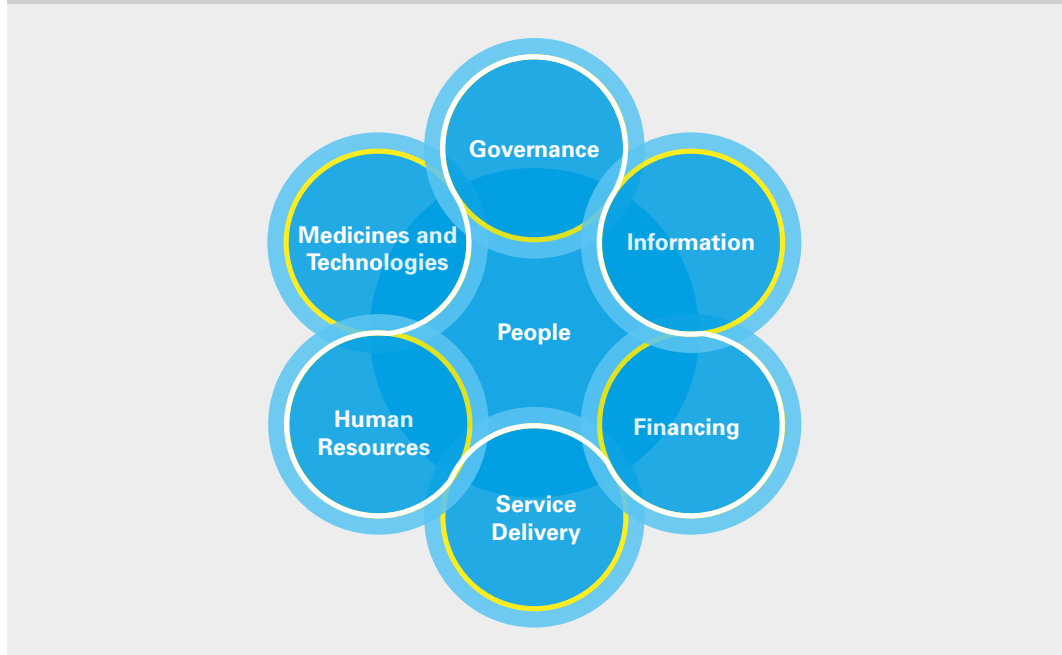 Governance
Medicines and
Technologies
Information
People
Human
Resources
Financing
Service
Delivery